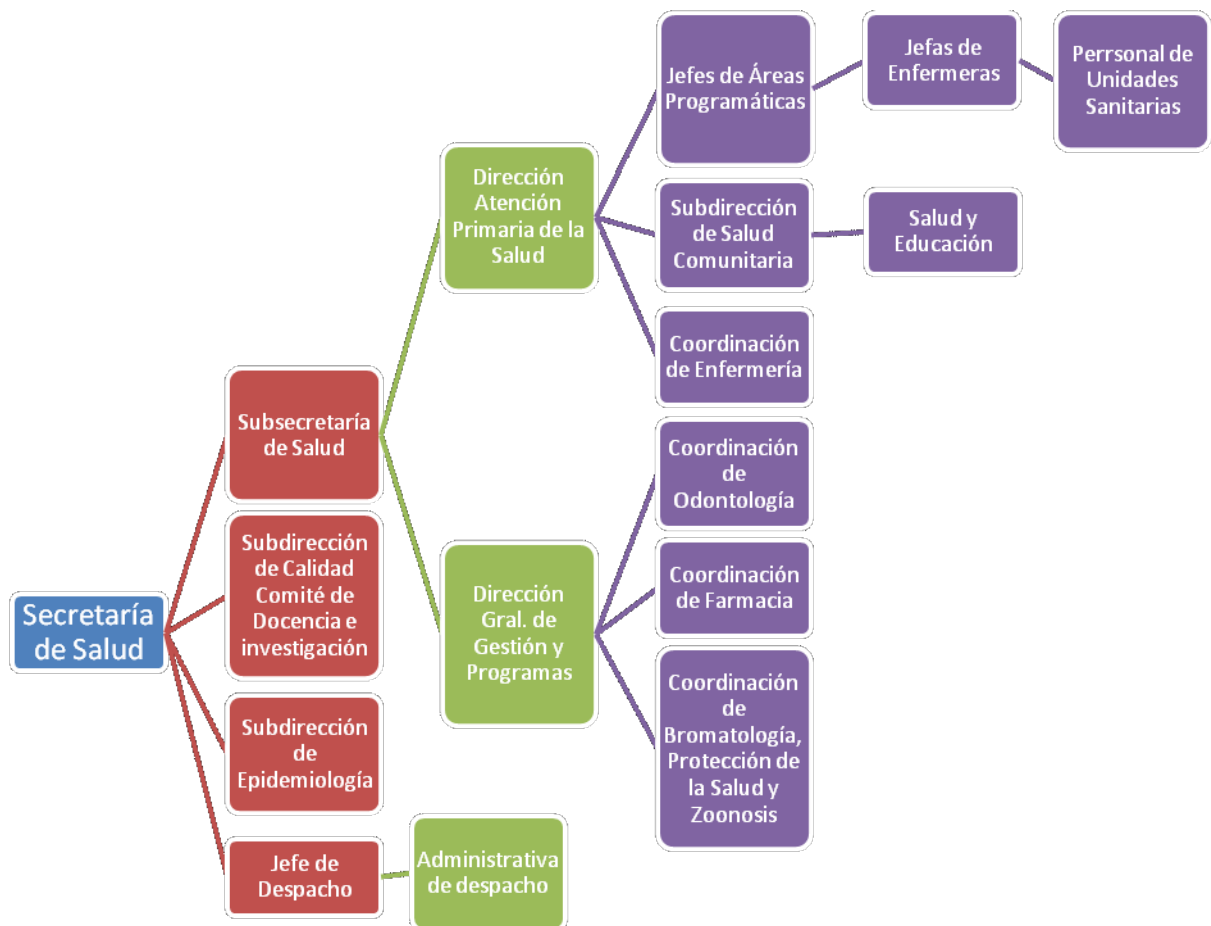 Secretaría
de Salud
Subsecretaría
de Salud
Subdirección
de Calidad
Comité de
Docencia e
investigación
Subdirección
de
Epidemiología
Jefe de
Despacho
Dirección
Atención
Primaria de la
Salud
Dirección
Gral. de
Gestión y
Programas
Administrativa
de despacho
Jefes de Áreas
Programáticas
Subdirección
de Salud
Comunitaria
Coordinación
de Enfermería
Coordinación
de
Odontología
Coordinación
de Farmacia
Coordinación
de
Bromatología,
Protección de
la Salud y
Zoonosis
Jefas de
Enfermeras
Salud y
Educación
Perrsonal de
Unidades
Sanitarias